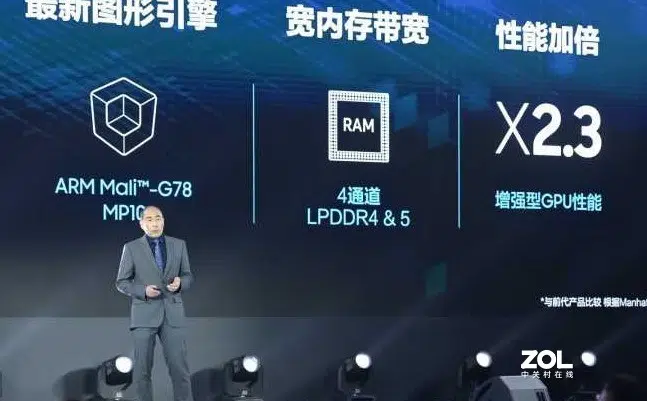 最新图形引擎
宽内存带宽
性能加倍
RAM
X2.3
ARM Mali™-G78
MP10
4通道
LPDDR4 & 5
增强型GPU性能
*与前代产品比较 根据Manha
ZOL
中关村在线